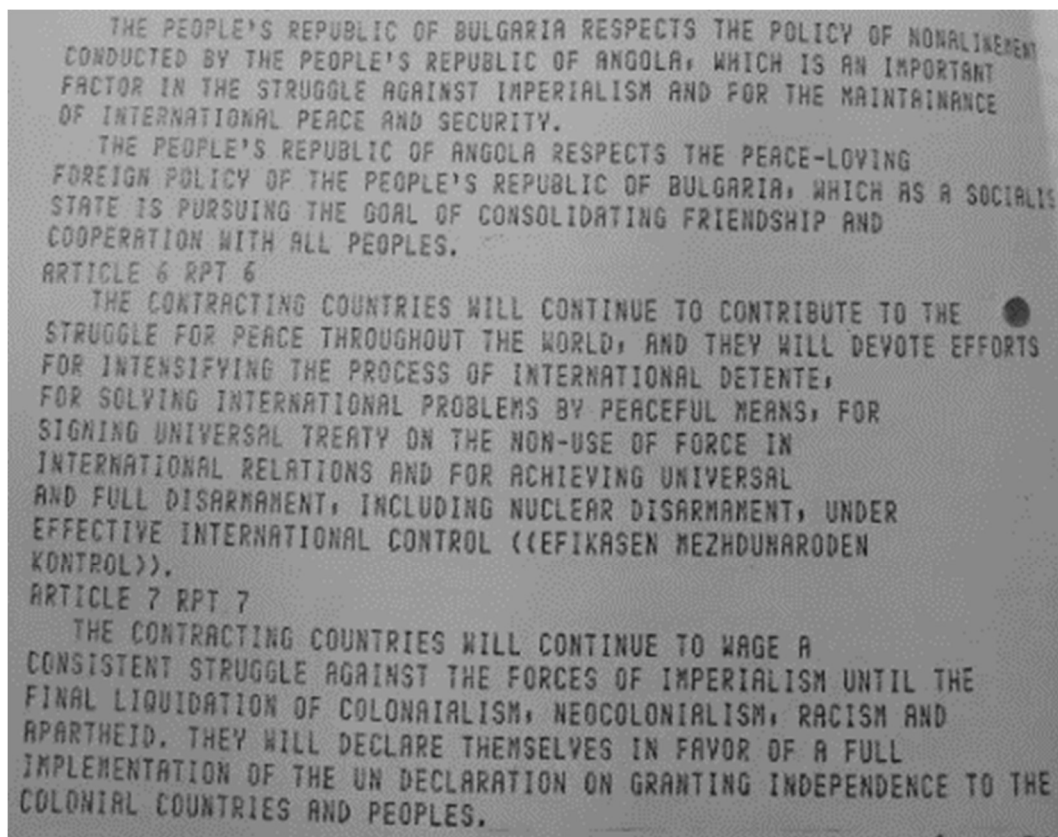 THE PEOPLE'S REPUBLIC OF BULGARIA RESPECTS THE POLICY OF NONALINEMENT
CONDUCTED BY THE PEOPLE'S REPUBLIC OF ANGOLA, WHICH IS AN IMPORTANT
FACTOR IN THE STRUGGLE AGAINST IMPERIALISM AND FOR THE MAINTAINANCE
OF INTERNATIONAL PEACE AND SECURITY.
THE PEOPLE'S REPUBLIC OF ANGOLA RESPECTS THE PEACE-LOVING
FOREIGN POLICY OF THE PEOPLE'S REPUBLIC OF BULGARIA, WHICH AS A SOCIALIS
STATE IS PURSUING THE GOAL OF CONSOLIDATING FRIENDSHIP AND
COOPERATION WITH ALL PEOPLES.
ARTICLE 6 RPT 6
THE CONTRACTING COUNTRIES WILL CONTINUE TO CONTRIBUTE TO THE
STRUGGLE FOR PEACE THROUGHOUT THE WORLD, AND THEY WILL DEVOTE EFFORTS
FOR INTENSIFYING THE PROCESS OF INTERNATIONAL DETENTE,
FOR SOLVING INTERNATIONAL PROBLEMS BY PEACEFUL MEANS, FOR
SIGNING UNIVERSAL TREATY ON THE NON-USE OF FORCE IN
INTERNATIONAL RELATIONS AND FOR ACHIEVING UNIVERSAL
AND FULL DISARMAMENT, INCLUDING NUCLEAR DISARMAMENT, UNDER
EFFECTIVE INTERNATIONAL CONTROL ((EFIKASEN MEZHDUNARODEN
KONTROL)).
ARTICLE 7 RPT 7
THE CONTRACTING COUNTRIES WILL CONTINUE TO WAGE A
CONSISTENT STRUGGLE AGAINST THE FORCES OF IMPERIALISM UNTIL THE
FINAL LIQUIDATION OF COLONAIALISM, NEOCOLONIALISM, RACISM AND
APARTHEID. THEY WILL DECLARE THEMSELVES IN FAVOR OF A FULL
IMPLEMENTATION OF THE UN DECLARATION ON GRANTING INDEPENDENCE TO THE
COLONIAL COUNTRIES AND PEOPLES.